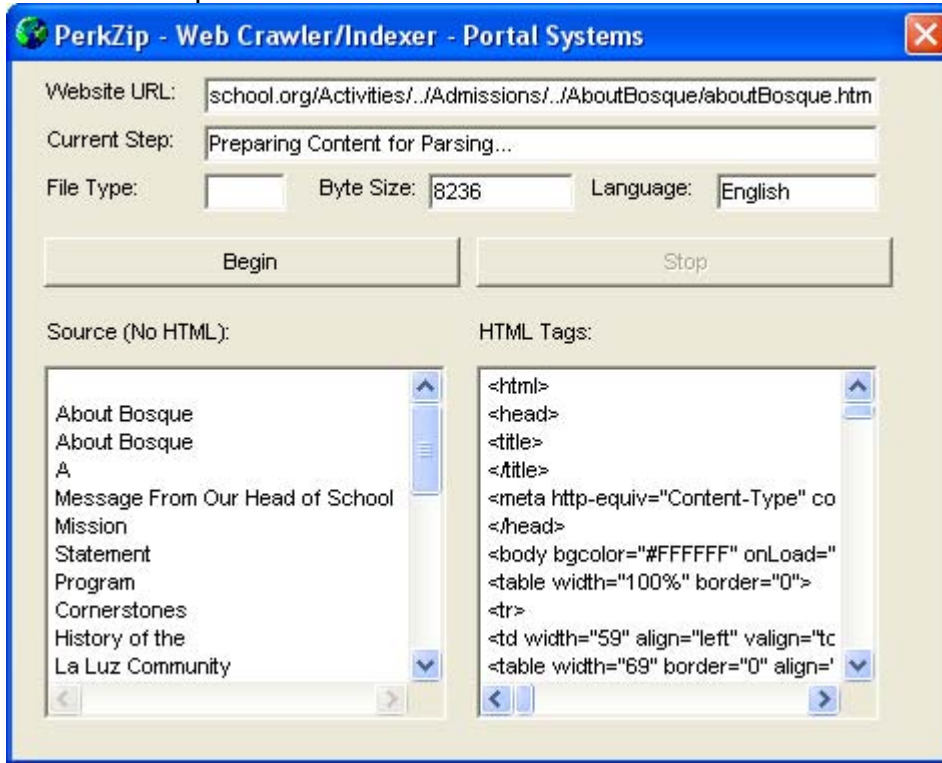 PerkZip - Web Crawler/Indexer - Portal Systems
Website URL: school.org/Activities/../Admissions/../AboutBosque/aboutBosque.htm
Current Step: Preparing Content for Parsing...
File Type: Byte Size: 8236 Language: English
Begin Stop
Source (No HTML):
About Bosque
About Bosque
A
Message From Our Head of School
Mission
Statement
Program
Cornerstones
History of the
La Luz Community
HTML Tags:
<html>
<head>
<title>
</title>
<meta http-equiv="Content-Type" co
</head>
<body bgcolor="#FFFFFF" onLoad="
<table width="100%" border="0">
<tr>
<td width="59" align="left" valign="tc
<table width="69" border="0" align='